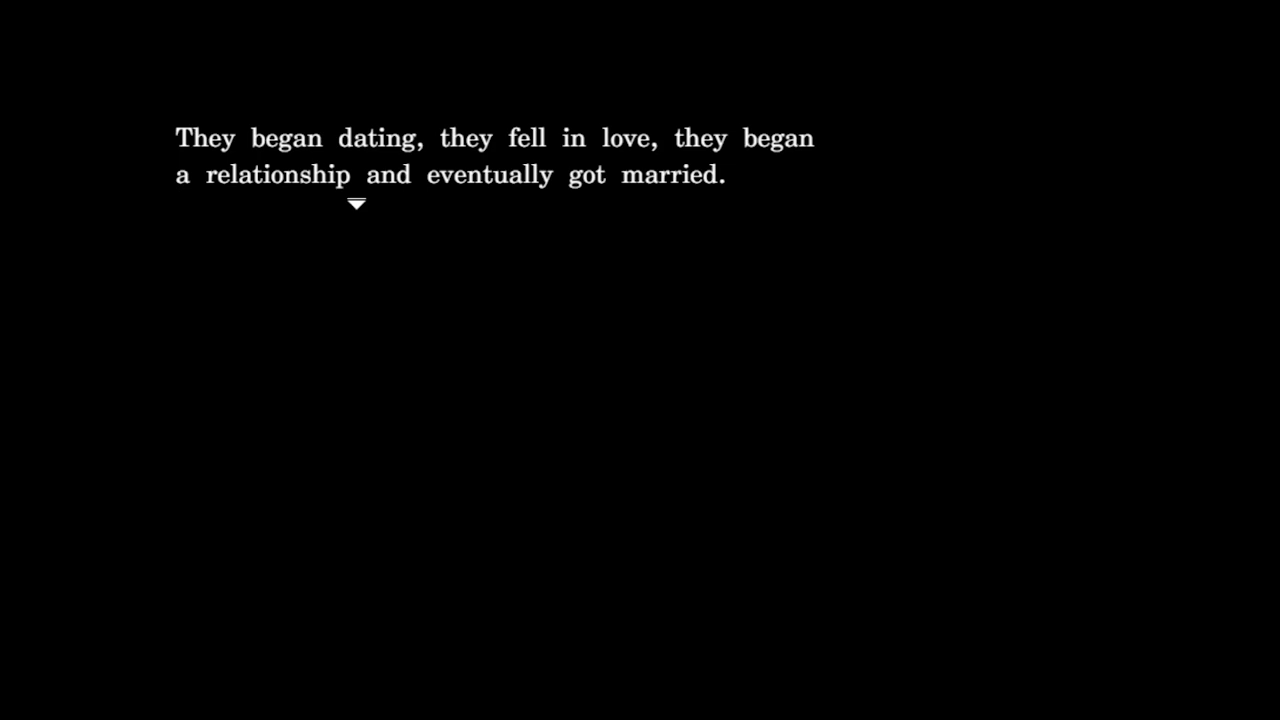 They began dating, they fell in love, they began
a relationship and eventually got married.